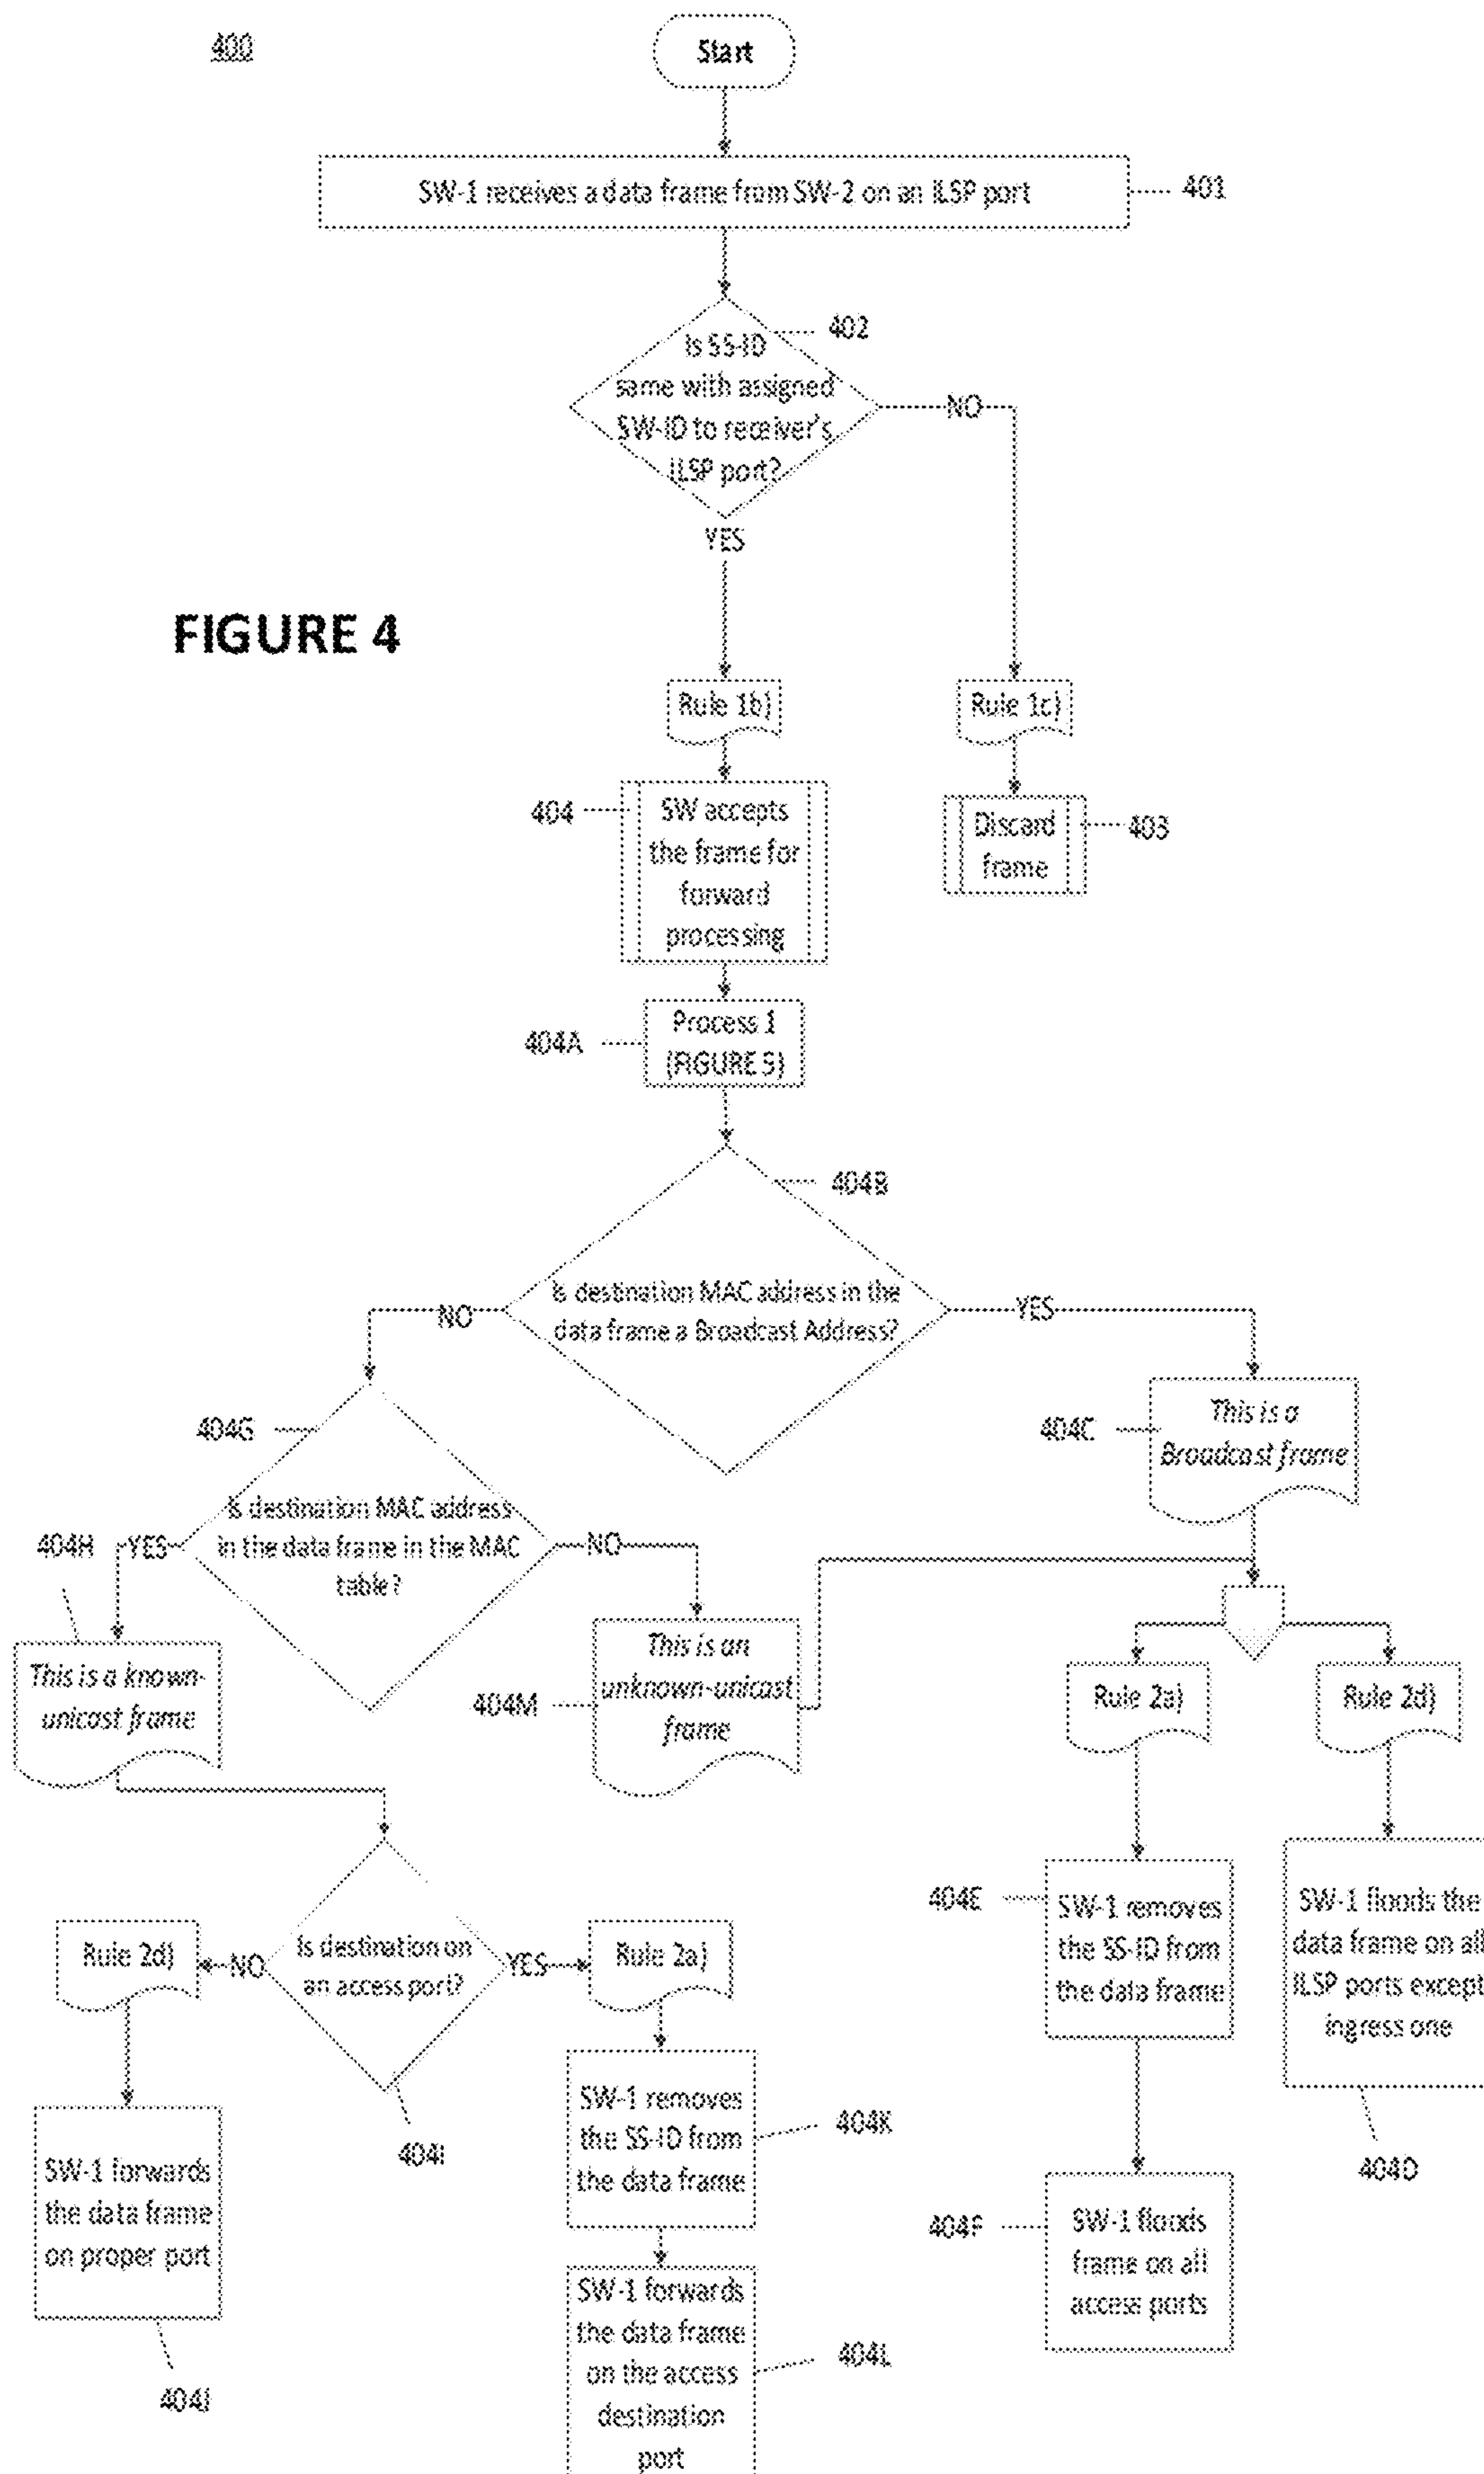 400
Start
SW-1 receives a data frame from SW-2 on an ILSP port
401
402
Is SS-ID
same with assigned
SW-ID to receiver's
ILSP port?
NO
YES
FIGURE 4
Rule 1b)
Rule 1c)
404
SW accepts
the frame for
forward
processing
Discard
frame
403
404A
Process 1
(FIGURE 5)
404B
Is destination MAC address in the
data frame a Broadcast Address?
NO
YES
404G
404C
This is a
Broadcast frame
Is destination MAC address
in the data frame in the MAC
table?
404H
YES
NO
This is a known-
unicast frame
404M
This is an
unknown-unicast
frame
Rule 2a)
Rule 2d)
Rule 2d)
NO
Is destination on
an access port?
YES
Rule 2a)
404E
SW-1 removes
the SS-ID from
the data frame
SW-1 floods the
data frame on all
ILSP ports except
ingress one
404I
SW-1 removes
the SS-ID from
the data frame
404K
404D
SW-1 forwards
the data frame
on proper port
404F
SW-1 floods
frame on all
access ports
404J
SW-1 forwards
the data frame
on the access
destination
port
404L